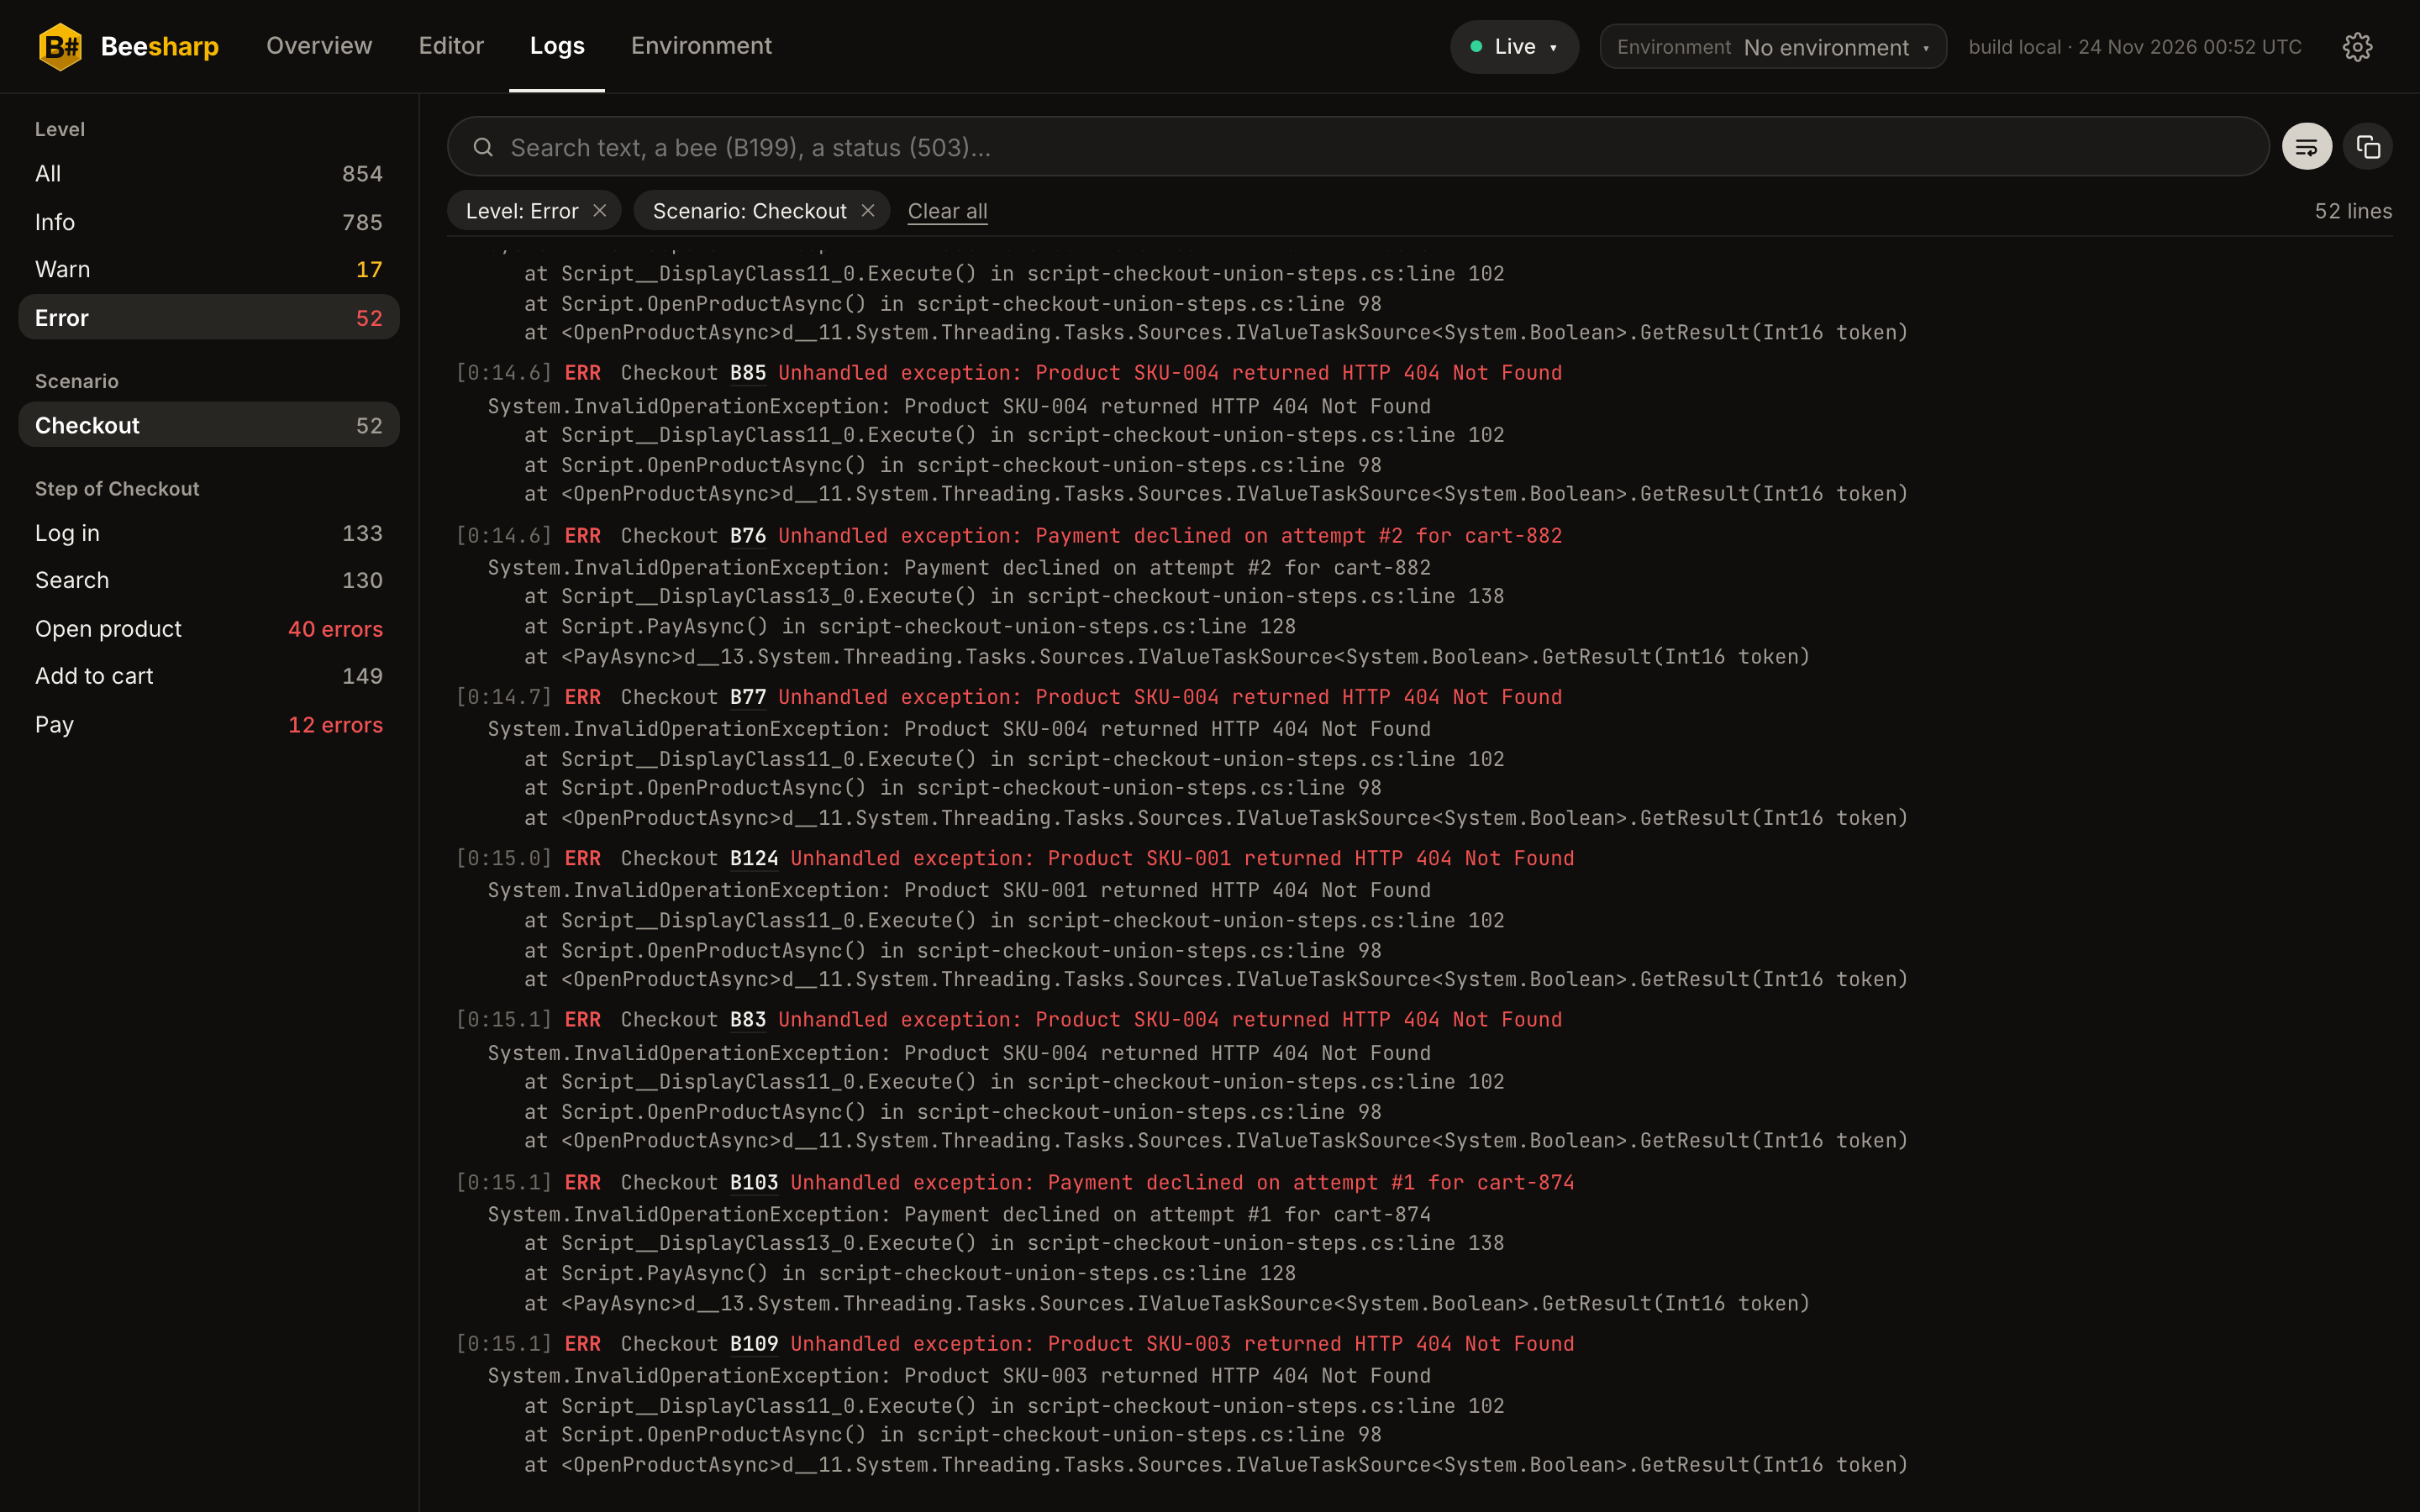 B# Beesharp Overview Editor Logs Environment Live Environment No environment build local · 24 Nov 2026 00:52 UTC
Level
All 854
Info 785
Warn 17
Error 52
Scenario
Checkout 52
Step of Checkout
Log in 133
Search 130
Open product 40 errors
Add to cart 149
Pay 12 errors
Search text, a bee (B199), a status (503)...
Level: Error Scenario: Checkout Clear all 52 lines
at Script__DisplayClass11_0.Execute() in script-checkout-union-steps.cs:line 102
at Script.OpenProductAsync() in script-checkout-union-steps.cs:line 98
at <OpenProductAsync>d__11.System.Threading.Tasks.Sources.IValueTaskSource<System.Boolean>.GetResult(Int16 token)
[0:14.6] ERR Checkout B85 Unhandled exception: Product SKU-004 returned HTTP 404 Not Found
System.InvalidOperationException: Product SKU-004 returned HTTP 404 Not Found
at Script__DisplayClass11_0.Execute() in script-checkout-union-steps.cs:line 102
at Script.OpenProductAsync() in script-checkout-union-steps.cs:line 98
at <OpenProductAsync>d__11.System.Threading.Tasks.Sources.IValueTaskSource<System.Boolean>.GetResult(Int16 token)
[0:14.6] ERR Checkout B76 Unhandled exception: Payment declined on attempt #2 for cart-882
System.InvalidOperationException: Payment declined on attempt #2 for cart-882
at Script__DisplayClass13_0.Execute() in script-checkout-union-steps.cs:line 138
at Script.PayAsync() in script-checkout-union-steps.cs:line 128
at <PayAsync>d__13.System.Threading.Tasks.Sources.IValueTaskSource<System.Boolean>.GetResult(Int16 token)
[0:14.7] ERR Checkout B77 Unhandled exception: Product SKU-004 returned HTTP 404 Not Found
System.InvalidOperationException: Product SKU-004 returned HTTP 404 Not Found
at Script__DisplayClass11_0.Execute() in script-checkout-union-steps.cs:line 102
at Script.OpenProductAsync() in script-checkout-union-steps.cs:line 98
at <OpenProductAsync>d__11.System.Threading.Tasks.Sources.IValueTaskSource<System.Boolean>.GetResult(Int16 token)
[0:15.0] ERR Checkout B124 Unhandled exception: Product SKU-001 returned HTTP 404 Not Found
System.InvalidOperationException: Product SKU-001 returned HTTP 404 Not Found
at Script__DisplayClass11_0.Execute() in script-checkout-union-steps.cs:line 102
at Script.OpenProductAsync() in script-checkout-union-steps.cs:line 98
at <OpenProductAsync>d__11.System.Threading.Tasks.Sources.IValueTaskSource<System.Boolean>.GetResult(Int16 token)
[0:15.1] ERR Checkout B83 Unhandled exception: Product SKU-004 returned HTTP 404 Not Found
System.InvalidOperationException: Product SKU-004 returned HTTP 404 Not Found
at Script__DisplayClass11_0.Execute() in script-checkout-union-steps.cs:line 102
at Script.OpenProductAsync() in script-checkout-union-steps.cs:line 98
at <OpenProductAsync>d__11.System.Threading.Tasks.Sources.IValueTaskSource<System.Boolean>.GetResult(Int16 token)
[0:15.1] ERR Checkout B103 Unhandled exception: Payment declined on attempt #1 for cart-874
System.InvalidOperationException: Payment declined on attempt #1 for cart-874
at Script__DisplayClass13_0.Execute() in script-checkout-union-steps.cs:line 138
at Script.PayAsync() in script-checkout-union-steps.cs:line 128
at <PayAsync>d__13.System.Threading.Tasks.Sources.IValueTaskSource<System.Boolean>.GetResult(Int16 token)
[0:15.1] ERR Checkout B109 Unhandled exception: Product SKU-003 returned HTTP 404 Not Found
System.InvalidOperationException: Product SKU-003 returned HTTP 404 Not Found
at Script__DisplayClass11_0.Execute() in script-checkout-union-steps.cs:line 102
at Script.OpenProductAsync() in script-checkout-union-steps.cs:line 98
at <OpenProductAsync>d__11.System.Threading.Tasks.Sources.IValueTaskSource<System.Boolean>.GetResult(Int16 token)